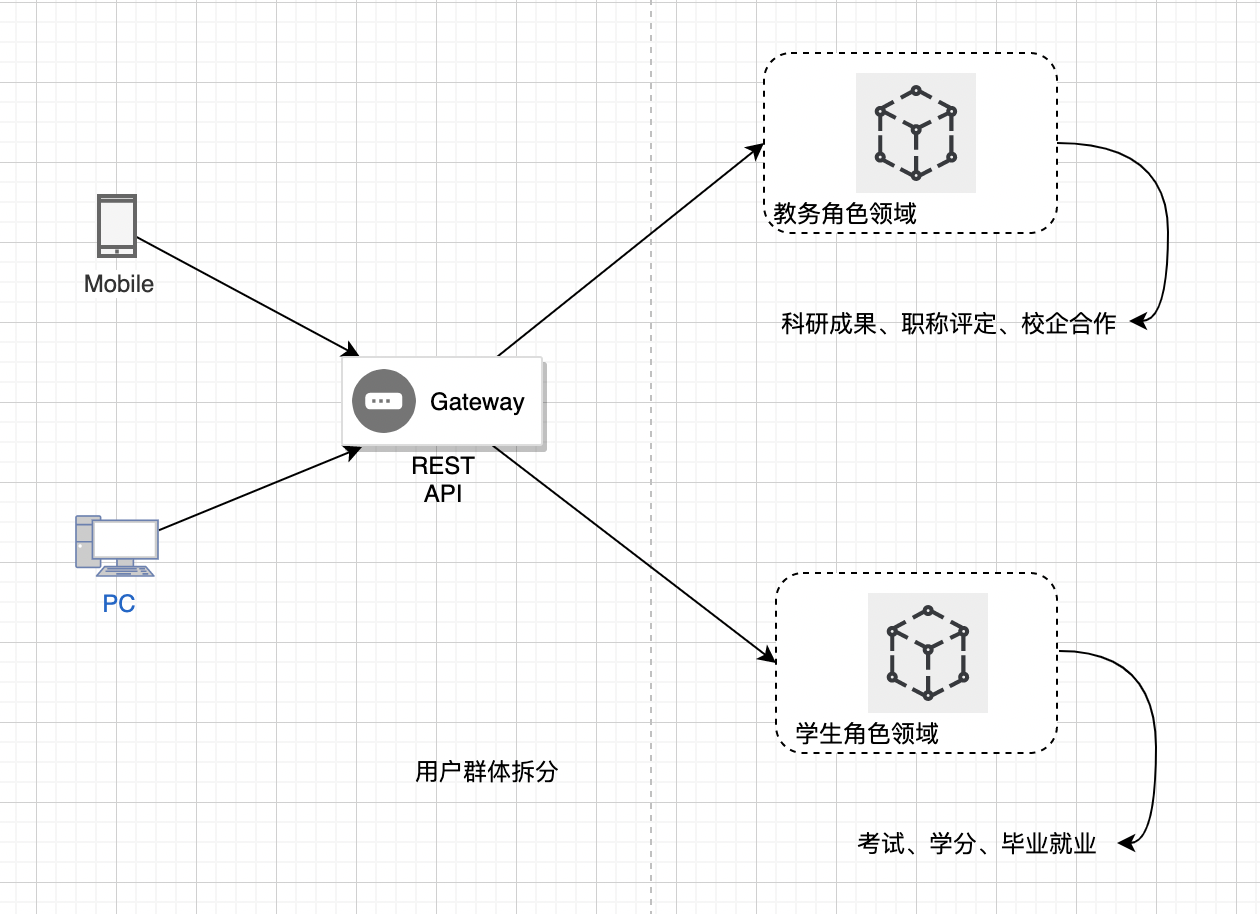 教务角色领域
Mobile
科研成果、职称评定、校企合作
Gateway
REST
API
PC
学生角色领域
用户群体拆分
考试、学分、毕业就业